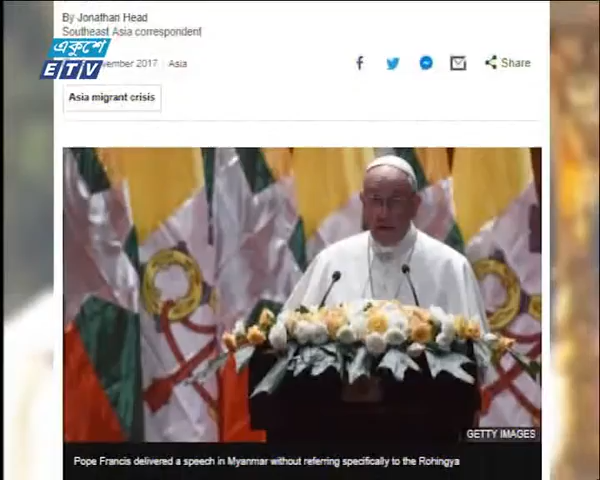 By Jonathan Head
Southeast Asia correspondent
একুশে
ETV
2017 Asia
Share
Asia migrant crisis
GETTY IMAGES
Pope Francis delivered a speech in Myanmar without referring specifically to the Rohingya